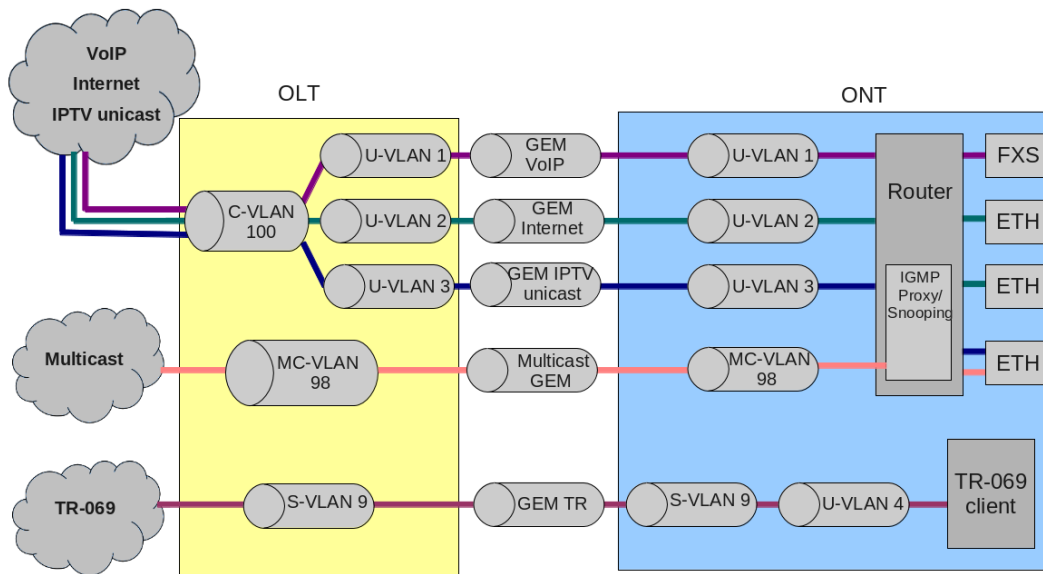 VoIP
Internet
IPTV unicast
OLT
ONT
C-VLAN
100
U-VLAN 1
U-VLAN 2
U-VLAN 3
GEM
VoIP
GEM
Internet
GEM IPTV
unicast
U-VLAN 1
U-VLAN 2
U-VLAN 3
Router
IGMP
Proxy/
Snooping
FXS
ETH
ETH
ETH
Multicast
MC-VLAN
98
Multicast
GEM
MC-VLAN
98
TR-069
S-VLAN 9
GEM TR
S-VLAN 9
U-VLAN 4
TR-069
client